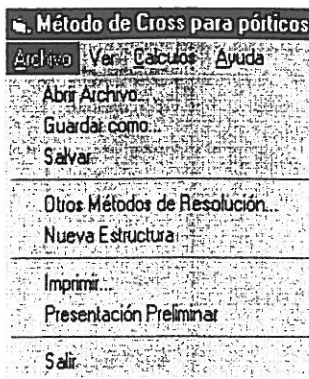 Método de Cross para pórticos
Archivo Ver Calculos Ayuda
Abrir Archivo...
Guardar como...
Salvar
Otros Métodos de Resolución...
Nueva Estructura
Imprimir...
Presentación Preliminar
Salir